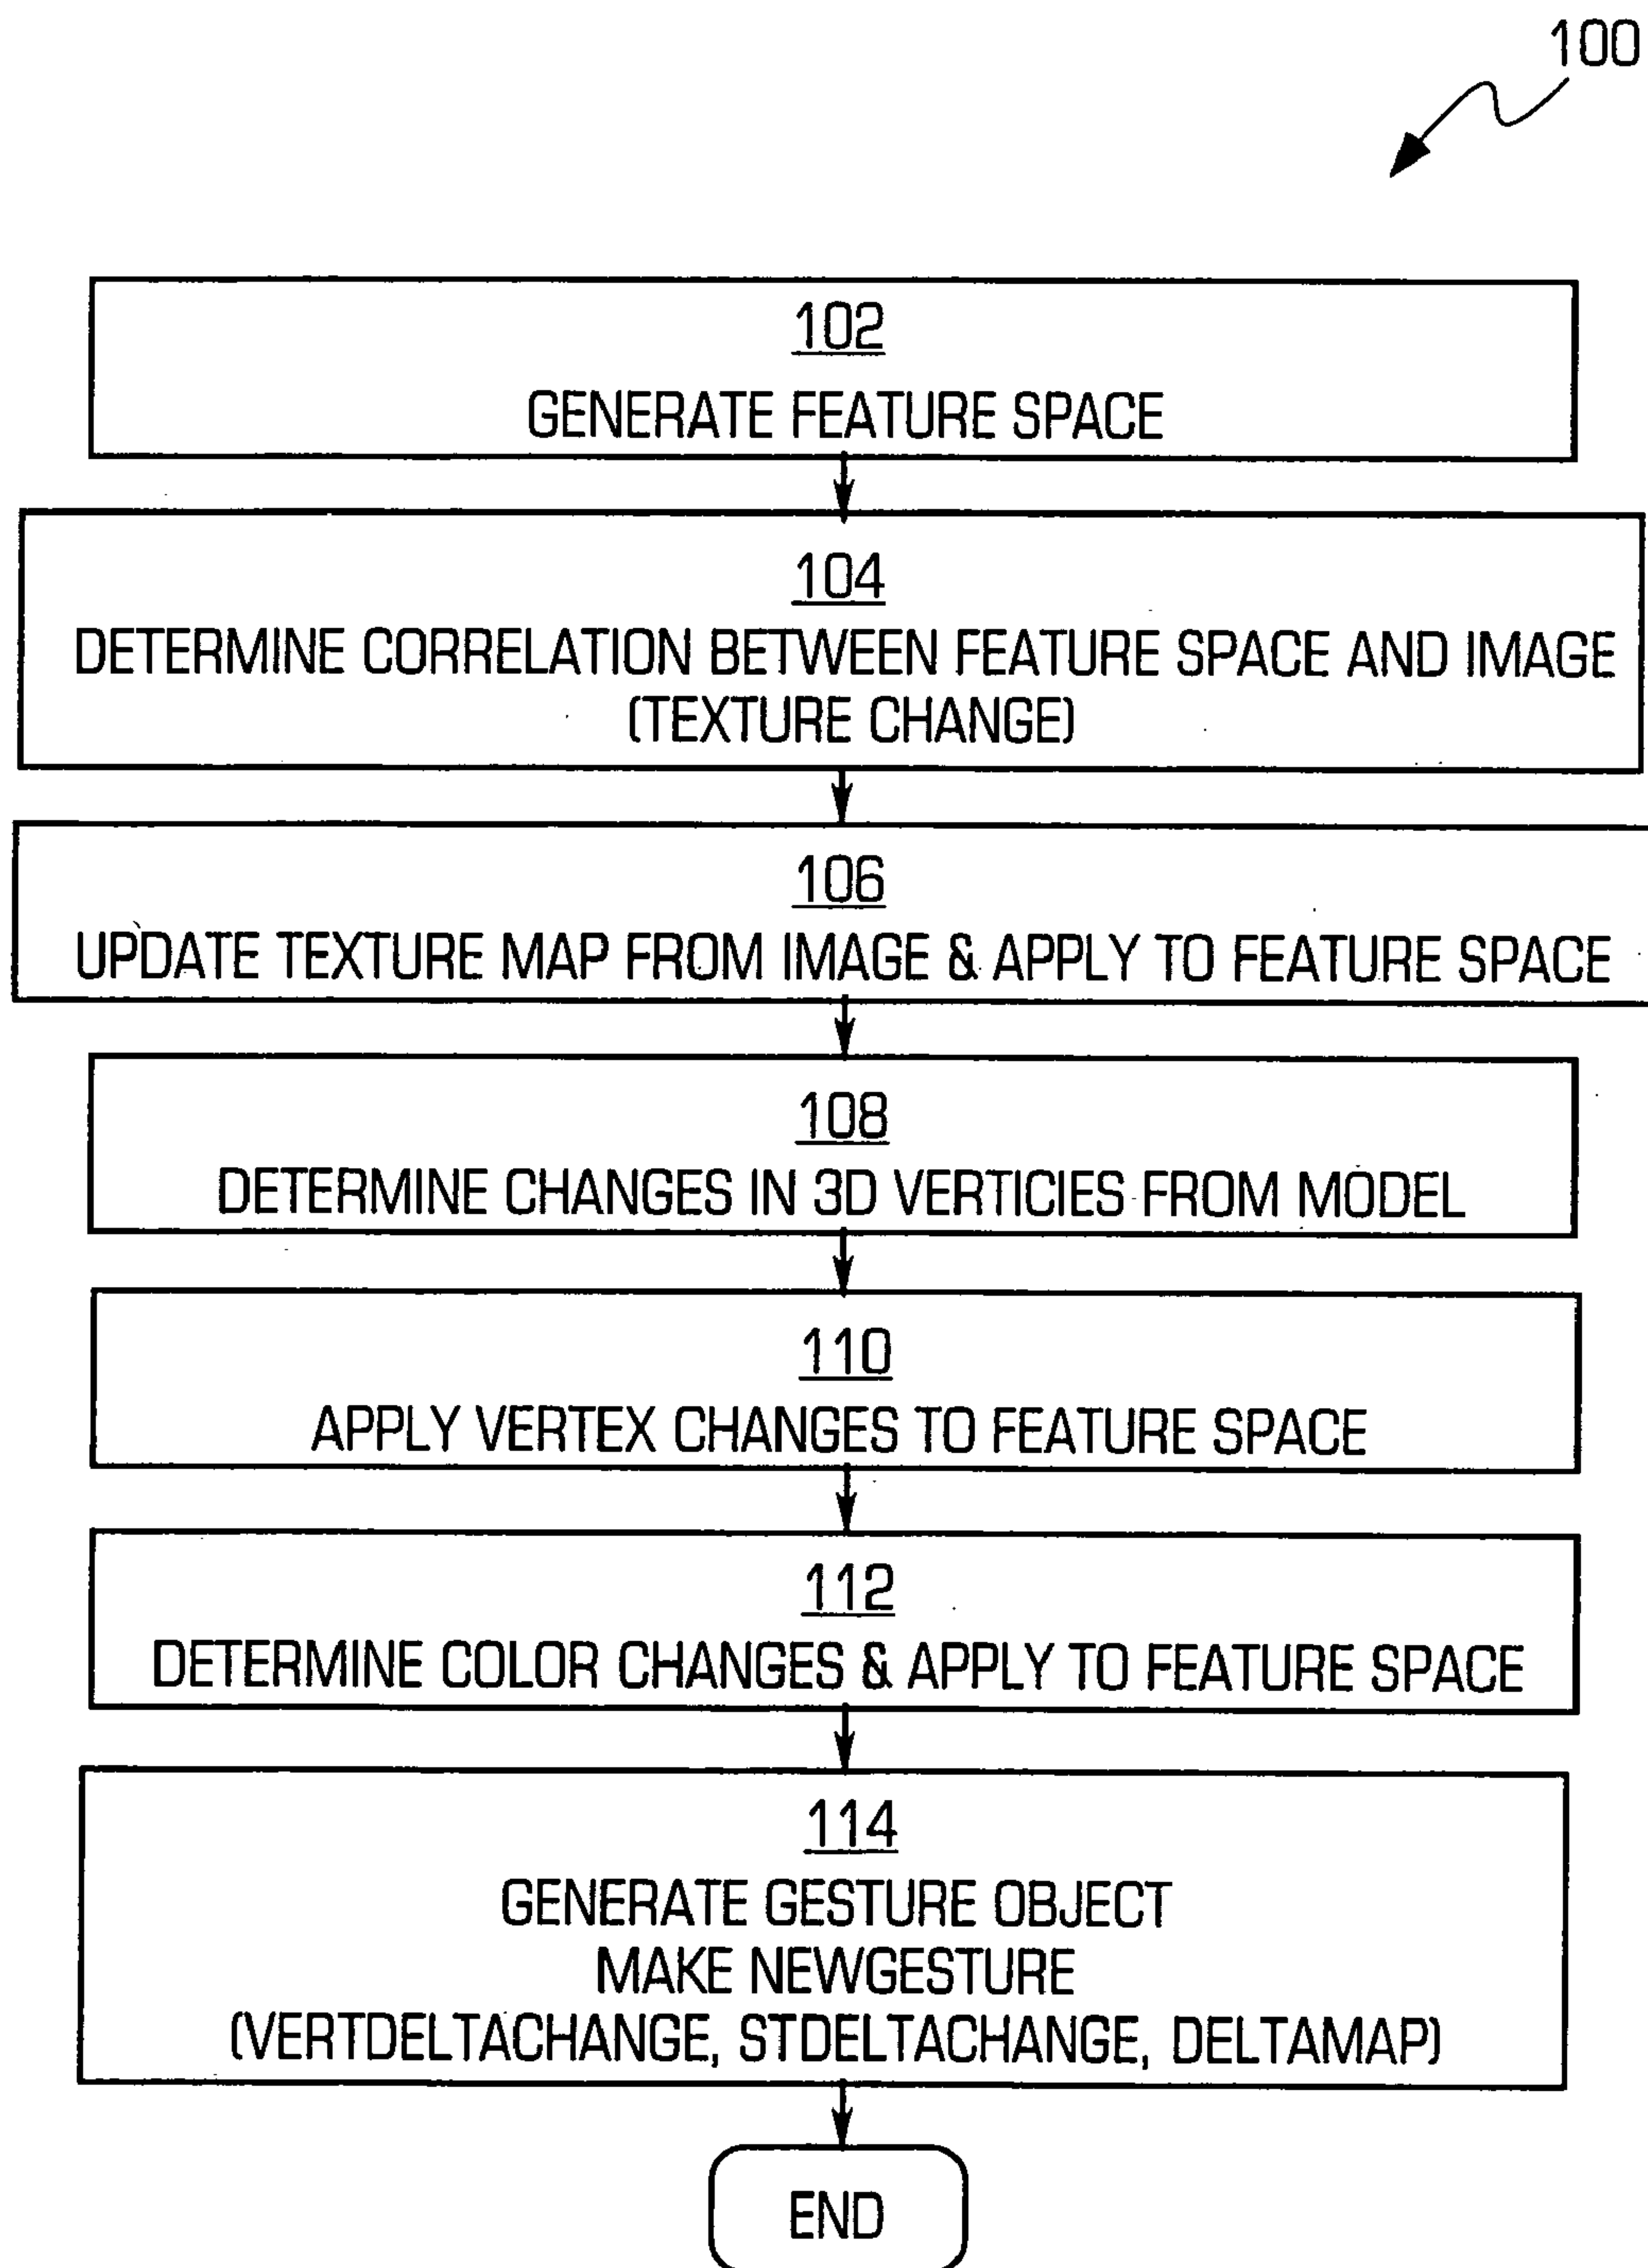 100
102
GENERATE FEATURE SPACE
104
DETERMINE CORRELATION BETWEEN FEATURE SPACE AND IMAGE
(TEXTURE CHANGE)
106
UPDATE TEXTURE MAP FROM IMAGE & APPLY TO FEATURE SPACE
108
DETERMINE CHANGES IN 3D VERTICIES FROM MODEL
110
APPLY VERTEX CHANGES TO FEATURE SPACE
112
DETERMINE COLOR CHANGES & APPLY TO FEATURE SPACE
114
GENERATE GESTURE OBJECT
MAKE NEWGESTURE
(VERTDELTACHANGE, STDELTACHANGE, DELTAMAP)
END